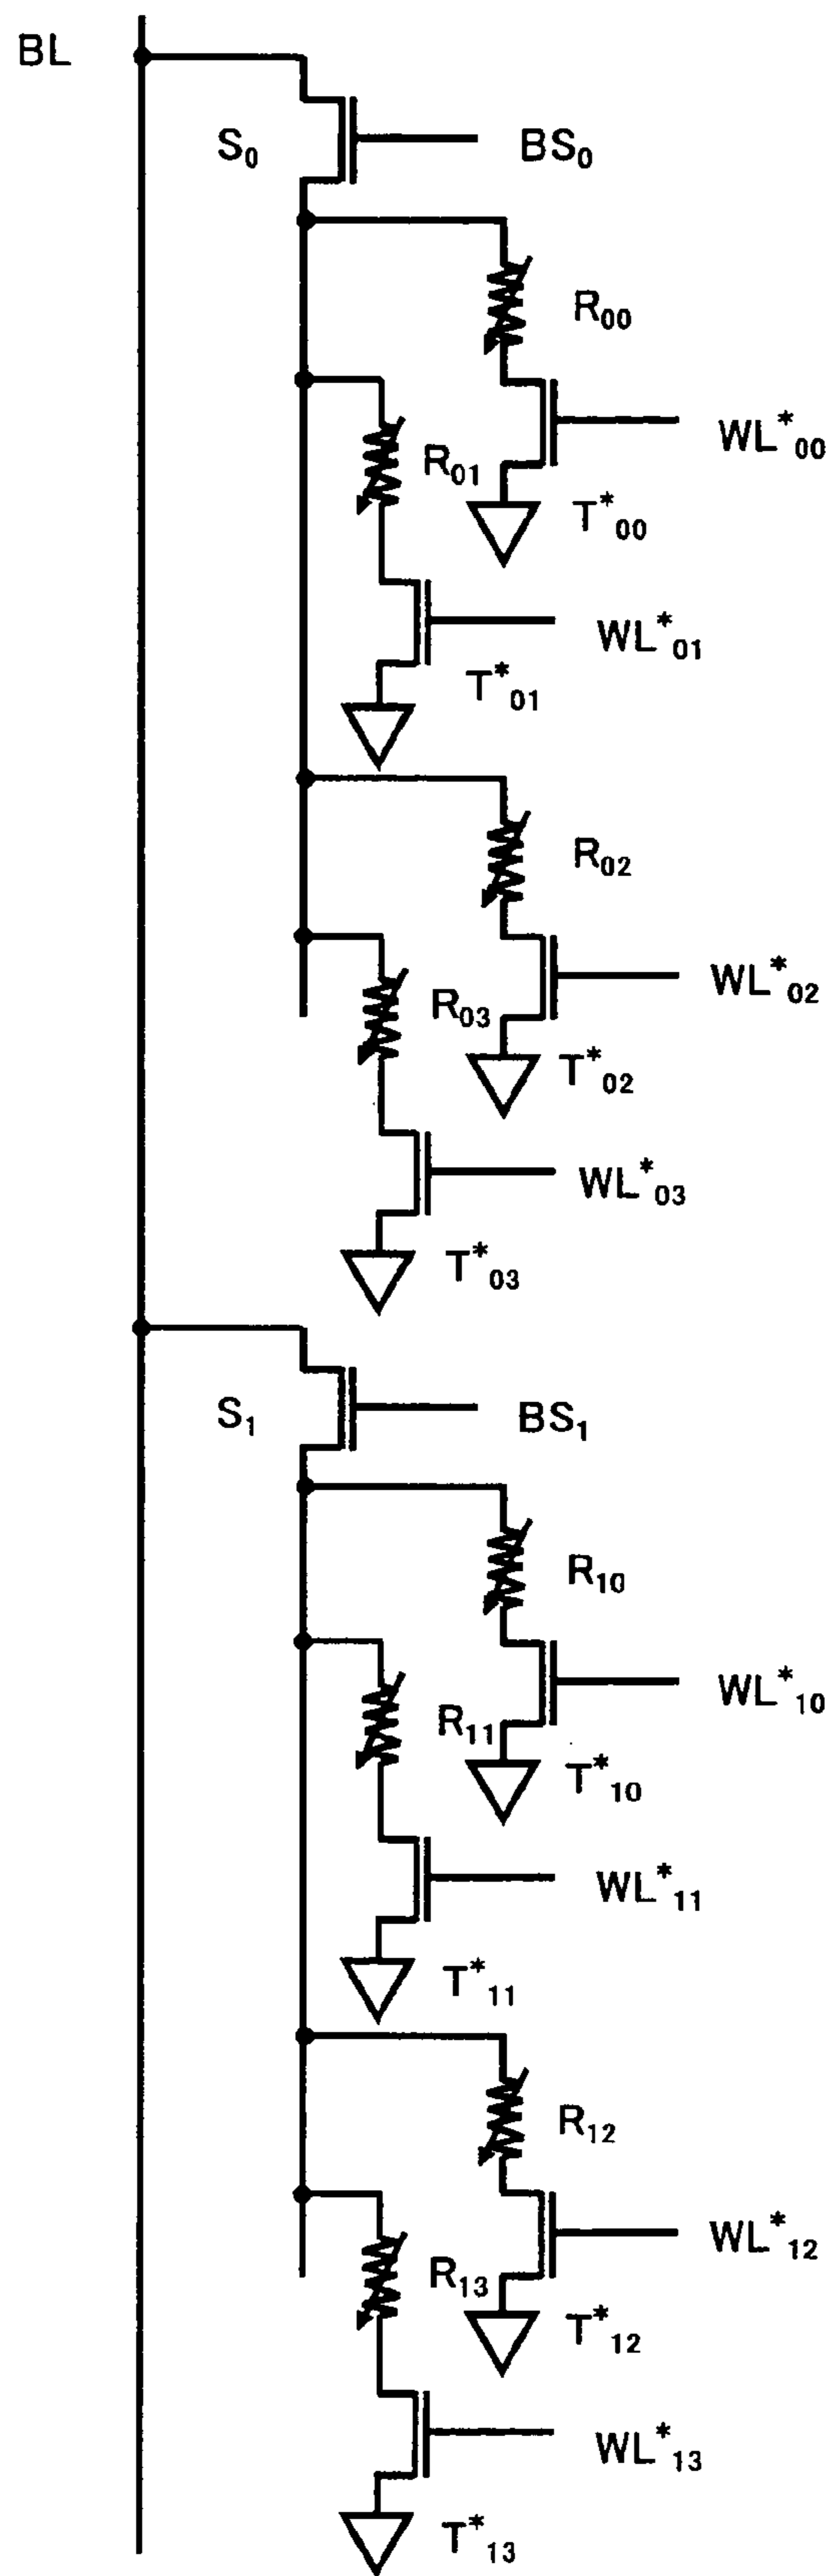 BL
S₀ BS₀
R₀₀
WL*₀₀
R₀₁
T*₀₀
WL*₀₁
T*₀₁
R₀₂
WL*₀₂
R₀₃
T*₀₂
WL*₀₃
T*₀₃
S₁ BS₁
R₁₀
WL*₁₀
R₁₁
T*₁₀
WL*₁₁
T*₁₁
R₁₂
WL*₁₂
R₁₃
T*₁₂
WL*₁₃
T*₁₃